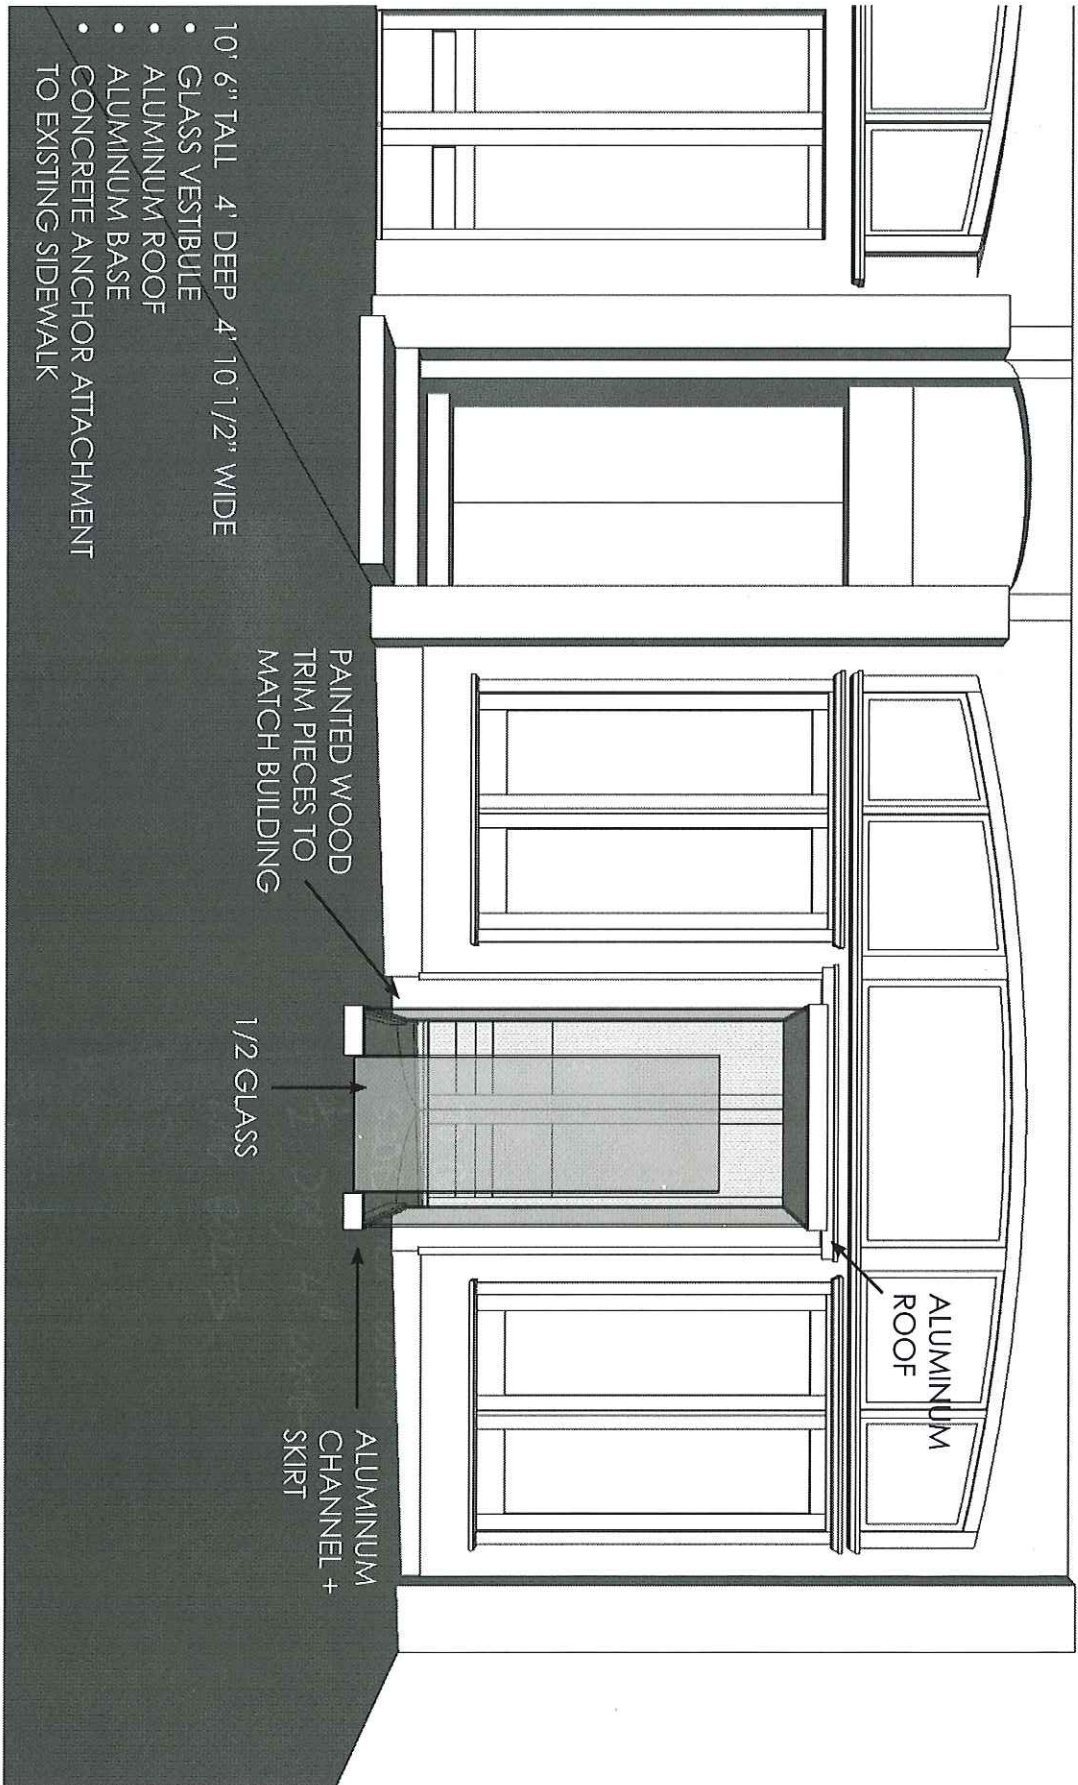 ALUMINUM
ROOF
PAINTED WOOD
TRIM PIECES TO
MATCH BUILDING
1/2 GLASS
ALUMINUM
CHANNEL +
SKIRT
10' 6" TALL 4' DEEP 4' 10 1/2" WIDE
• GLASS VESTIBULE
• ALUMINUM ROOF
• ALUMINUM BASE
• CONCRETE ANCHOR ATTACHMENT
TO EXISTING SIDEWALK